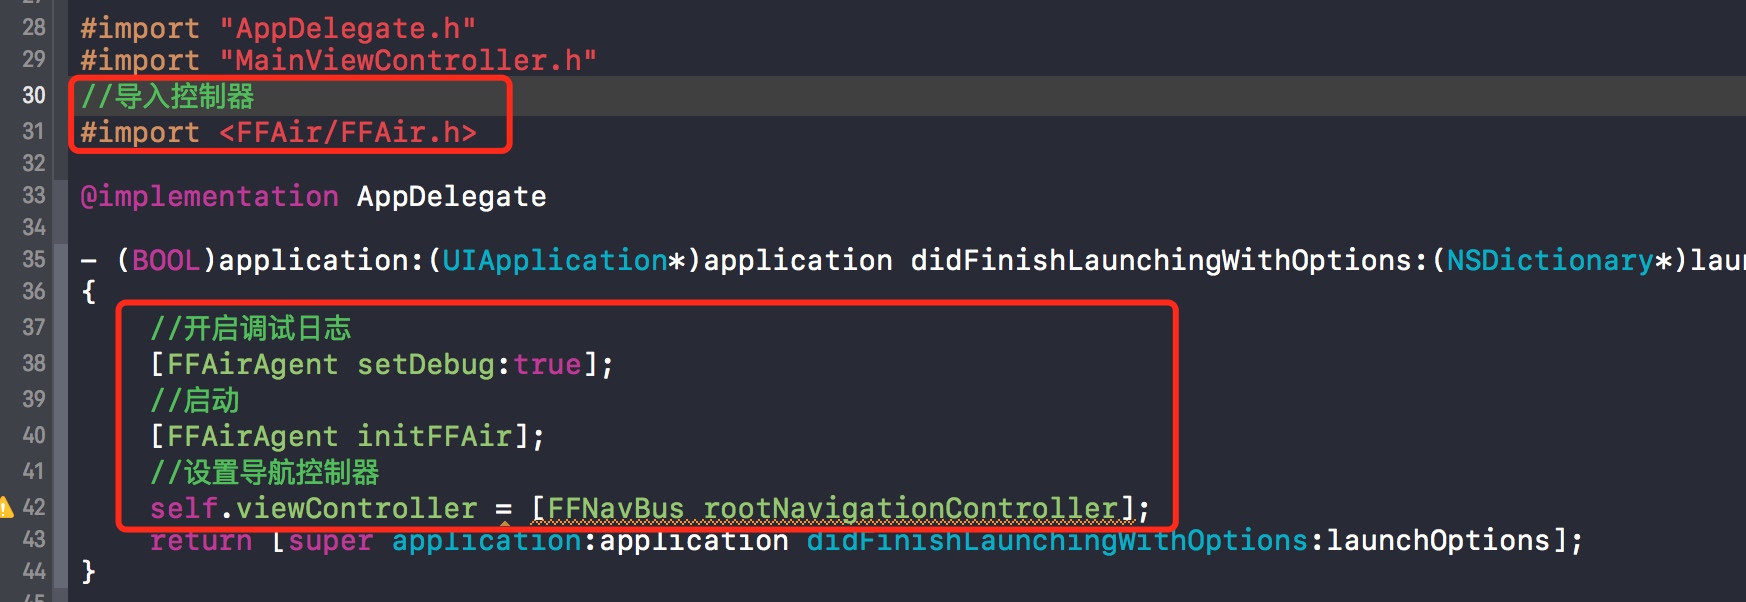 28 #import "AppDelegate.h"
29 #import "MainViewController.h"
30 //导入控制器
31 #import <FFAir/FFAir.h>
32
33 @implementation AppDelegate
34
35 - (BOOL)application:(UIApplication*)application didFinishLaunchingWithOptions:(NSDictionary*)lau
36 {
37 //开启调试日志
38 [FFAirAgent setDebug:true];
39 //启动
40 [FFAirAgent initFFAir];
41 //设置导航控制器
42 self.viewController = [FFNavBus rootNavigationController];
43 return [super application:application didFinishLaunchingWithOptions:launchOptions];
44 }